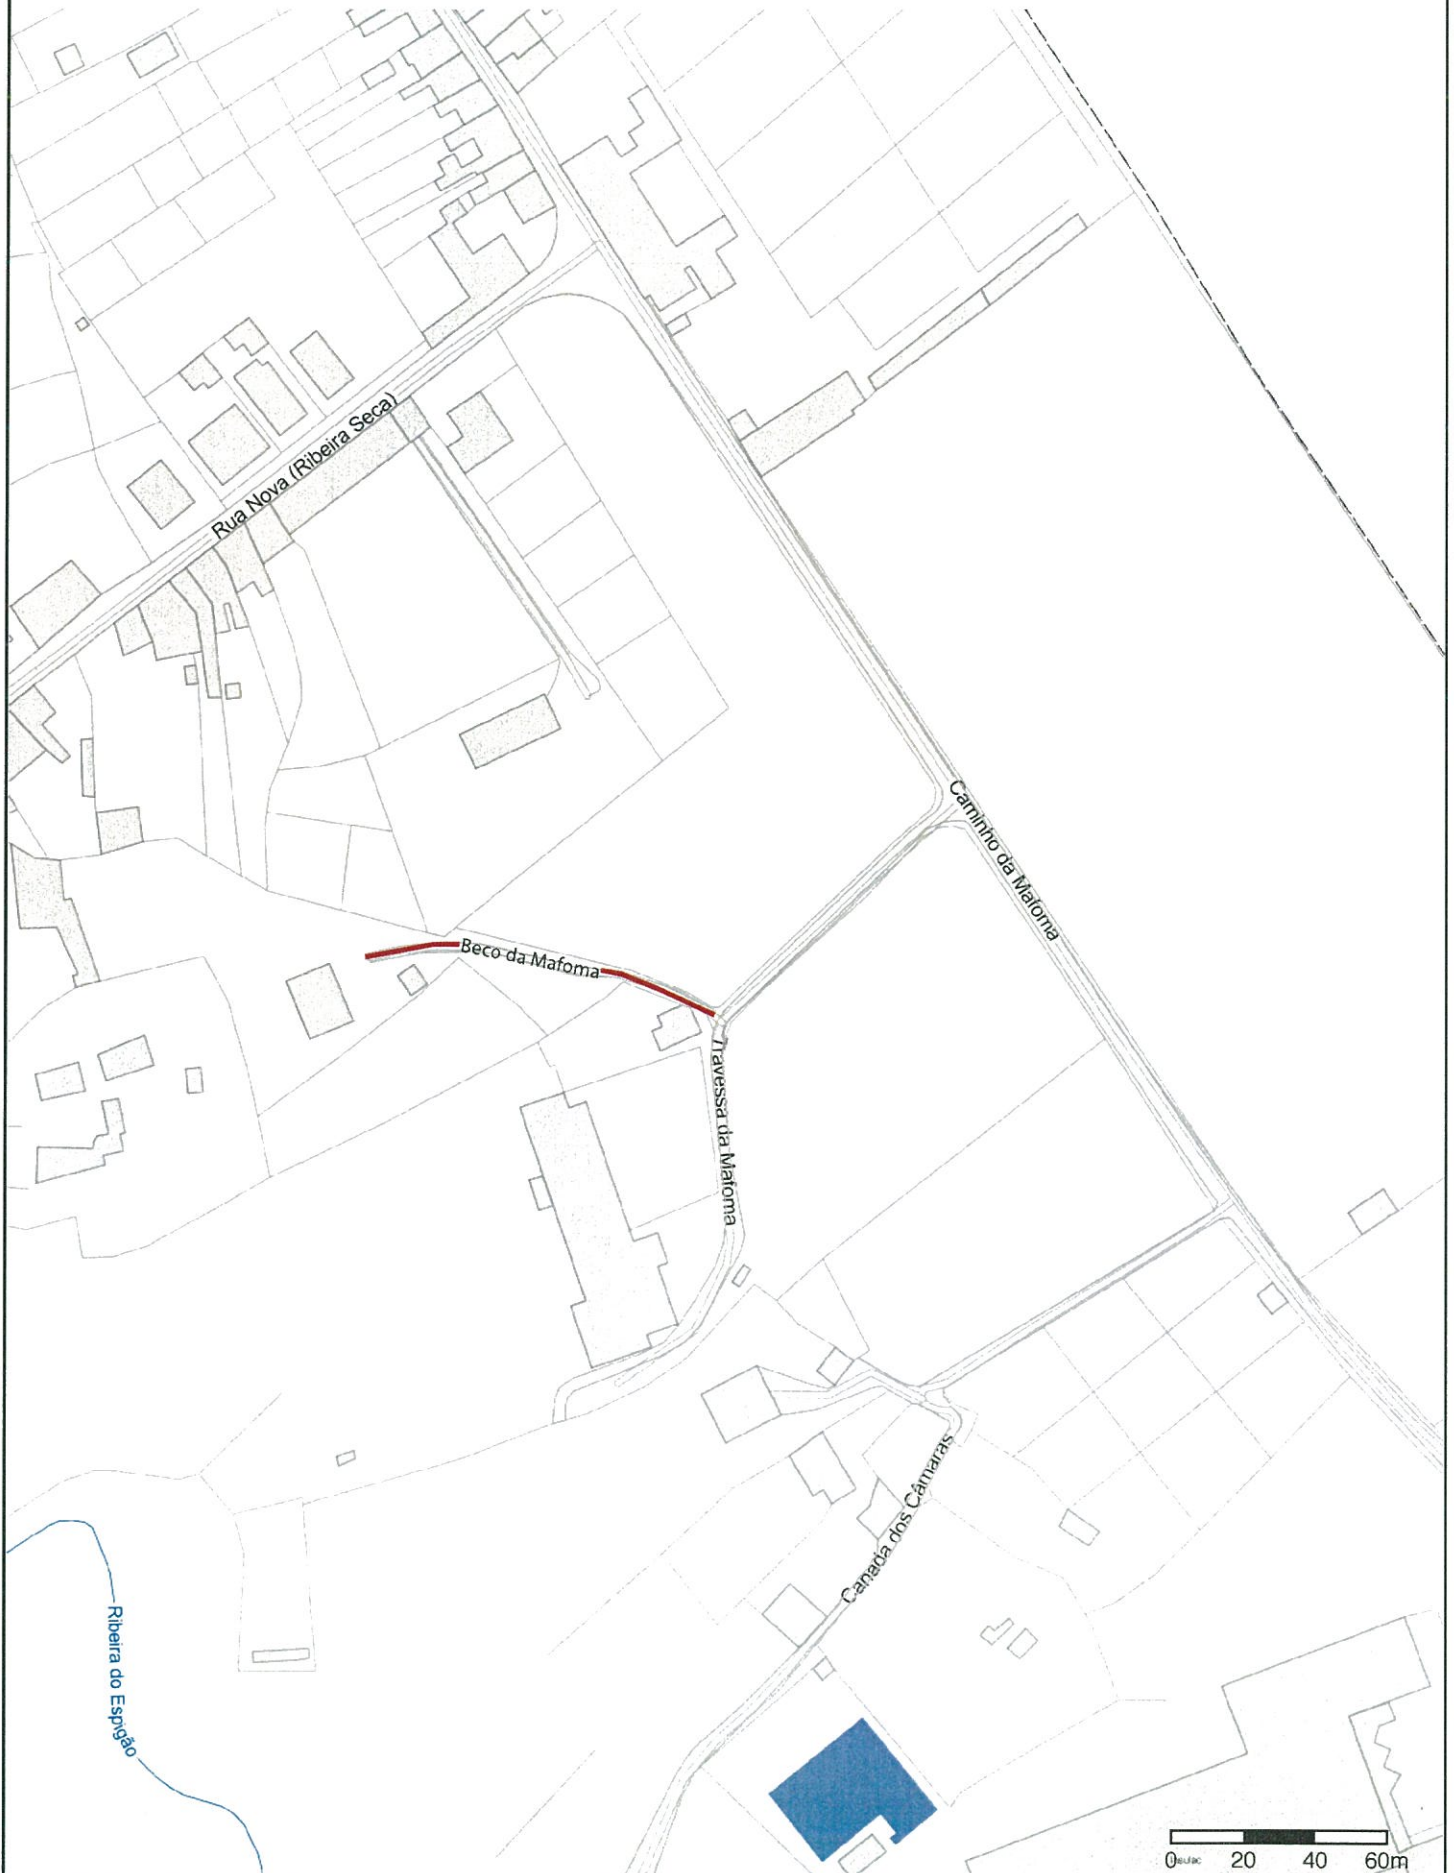 Rua Nova (Ribeira Seca)
Caminho da Mafoma
Beco da Mafoma
Travessa da Mafoma
Canada dos Câmaras
Ribeira do Espigão
0 20 40 60m